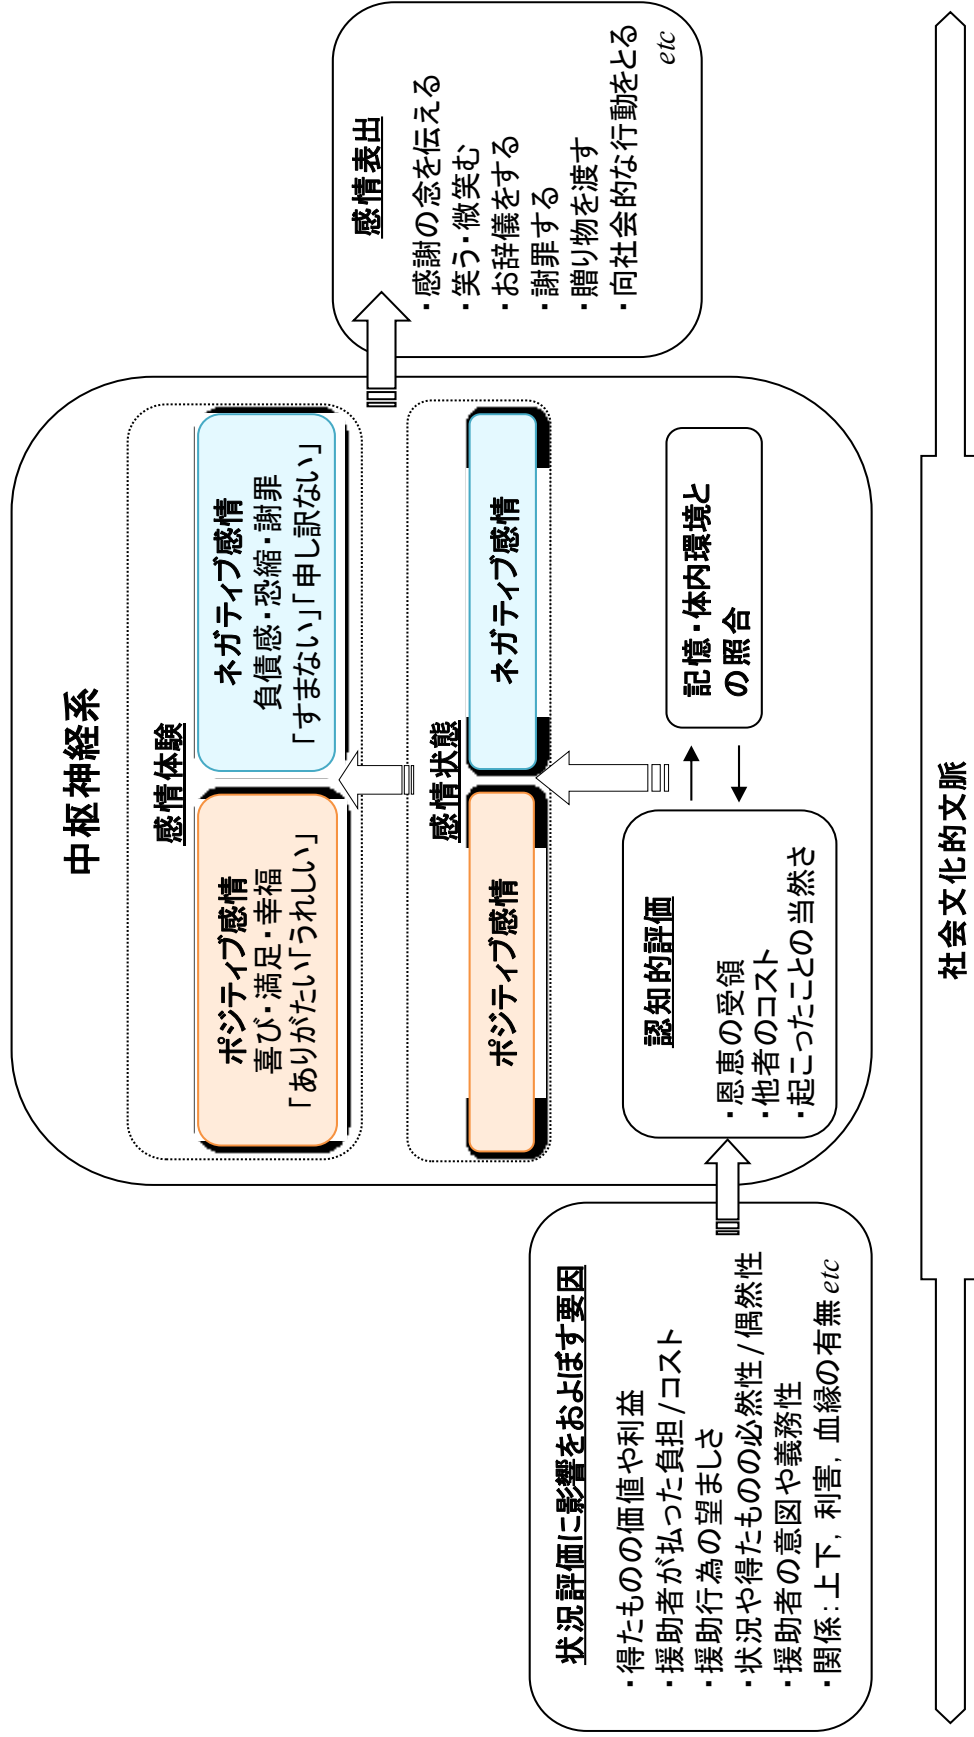 中枢神経系
感情体験
ポジティブ感情
喜び・満足・幸福
「ありがたい」「うれしい」
ネガティブ感情
負債感・恐縮・謝罪
「すまない」「申し訳ない」
感情状態
ポジティブ感情
ネガティブ感情
認知的評価
・恩恵の受領
・他者のコスト
・起こったことの当然さ
記憶・体内環境と
の照合
状況評価に影響をおよぼす要因
・得たものの価値や利益
・援助者が払った負担/コスト
・援助行為の望ましさ
・状況や得たものの必然性/偶然性
・援助者の意図や義務性
・関係:上下, 利害, 血縁の有無 etc
感情表出
・感謝の念を伝える
・笑う・微笑む
・お辞儀をする
・謝罪する
・贈り物を渡す
・向社会的な行動をとる
etc
社会文化的文脈